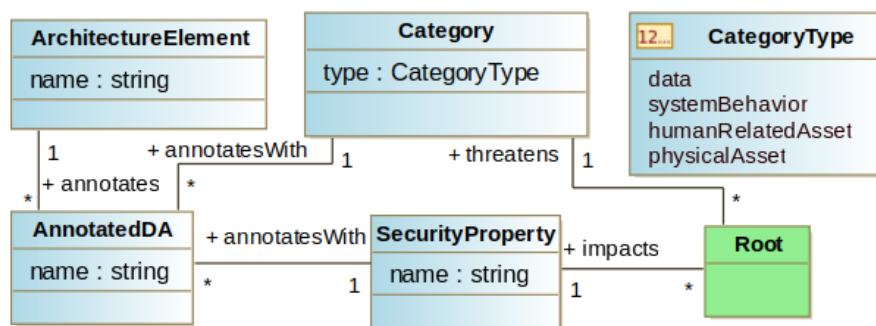 ArchitectureElement
name : string
Category
type : CategoryType
12...
CategoryType
data
systemBehavior
humanRelatedAsset
physicalAsset
1
+ annotatesWith
1
+ threatens
1
* + annotates
*
*
AnnotatedDA
name : string
+ annotatesWith
*
1
SecurityProperty
name : string
+ impacts
1
*
Root